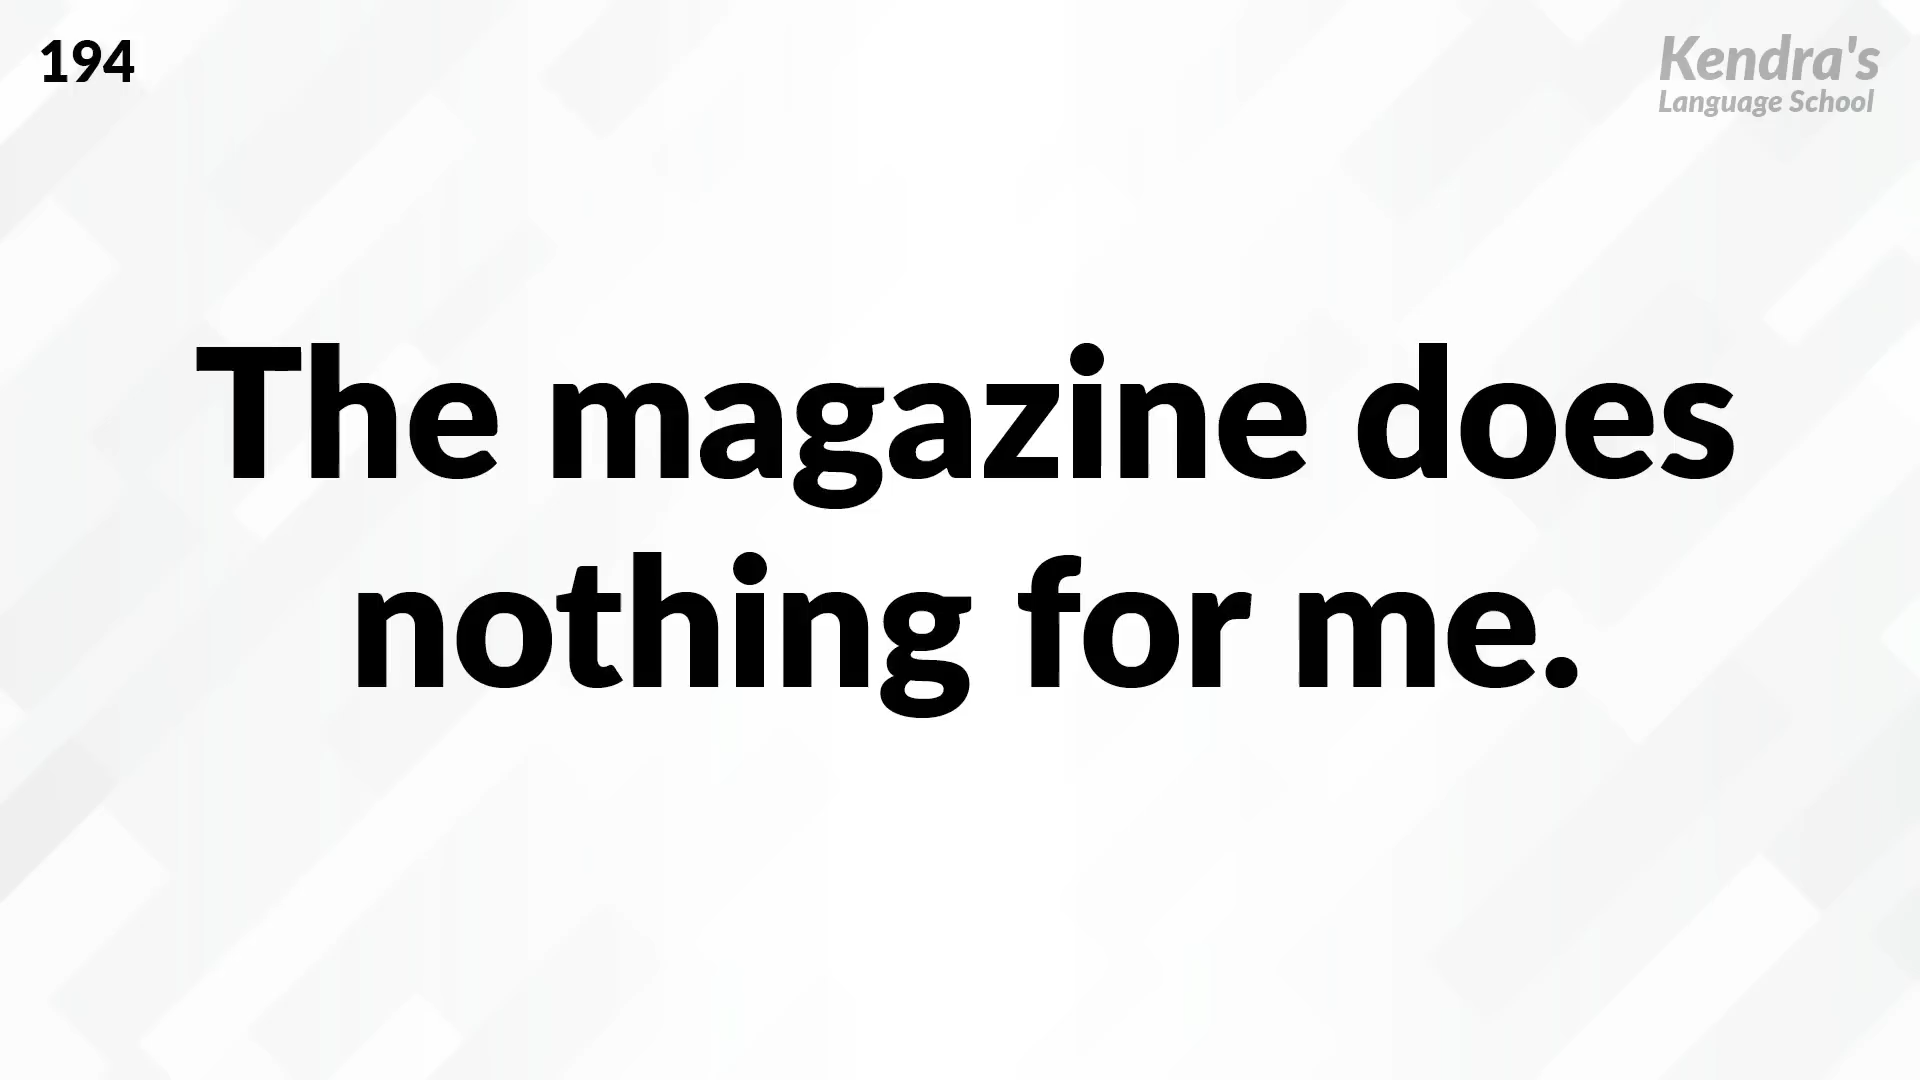 194
Kendra's
Language School
The magazine does
nothing for me.